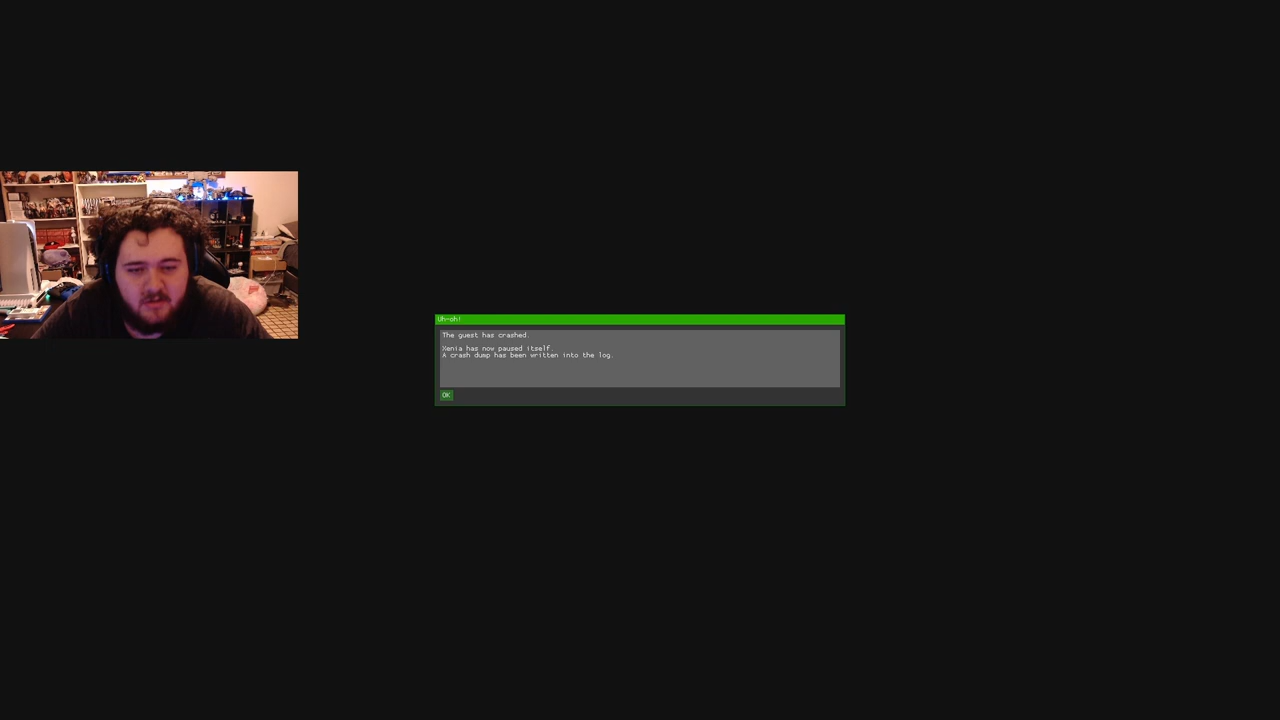 Uh-oh!
The guest has crashed.
Xenia has now paused itself.
A crash dump has been written into the log.
OK